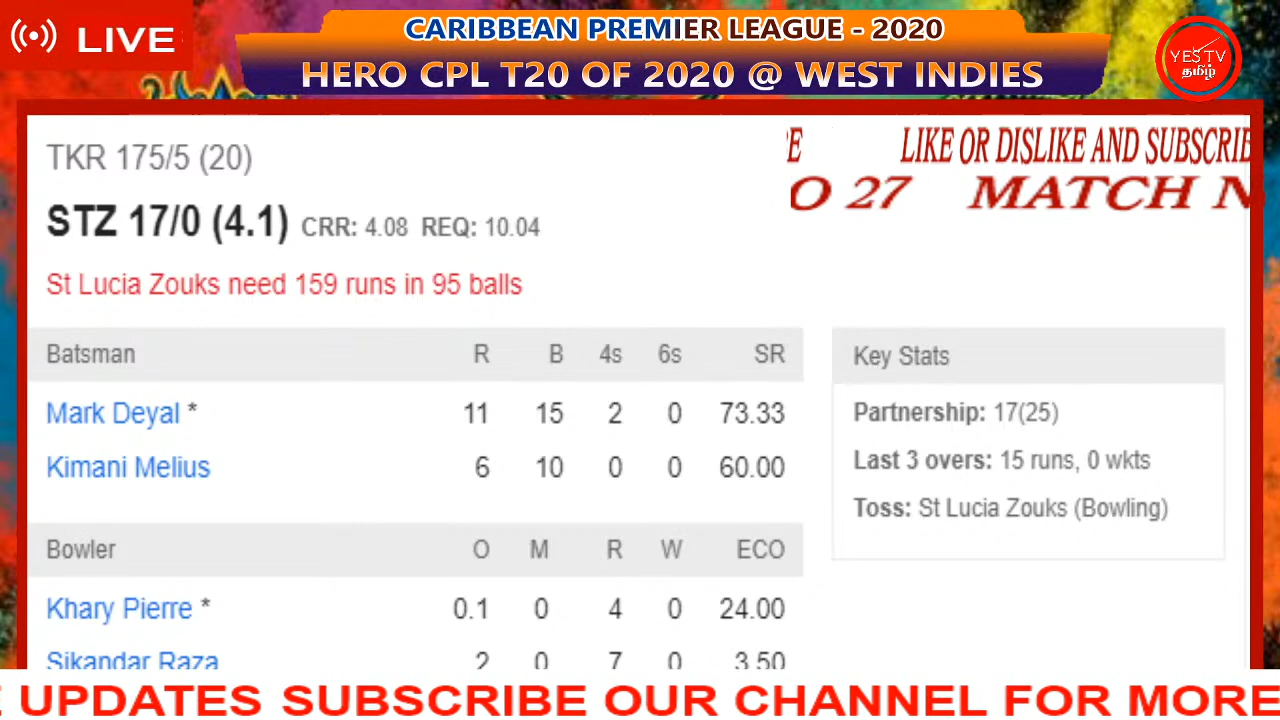 LIVE
CARIBBEAN PREMIER LEAGUE - 2020
HERO CPL T20 OF 2020 @ WEST INDIES
YES TV
தமிழ்
TKR 175/5 (20)
E LIKE OR DISLIKE AND SUBSCRIB
O 27 MATCH N
STZ 17/0 (4.1) CRR: 4.08 REQ: 10.04
St Lucia Zouks need 159 runs in 95 balls
Batsman R B 4s 6s SR
Mark Deyal * 11 15 2 0 73.33
Kimani Melius 6 10 0 0 60.00
Key Stats
Partnership: 17(25)
Last 3 overs: 15 runs, 0 wkts
Toss: St Lucia Zouks (Bowling)
Bowler O M R W ECO
Khary Pierre * 0.1 0 4 0 24.00
Sikandar Raza 2 0 7 0 3.50
E UPDATES SUBSCRIBE OUR CHANNEL FOR MORE